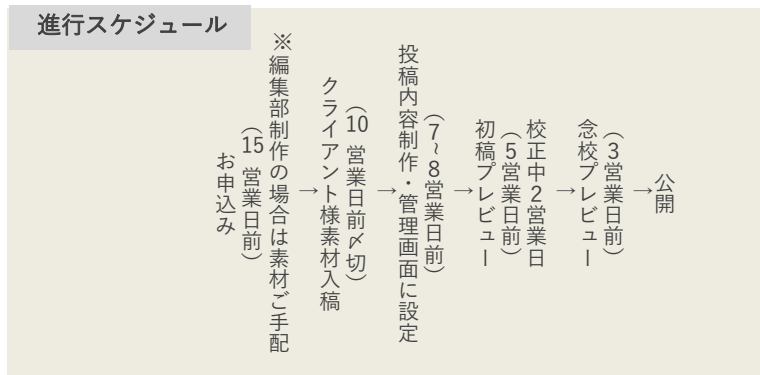 進行スケジュール
お申込み
（15 営業日前）
※編集部制作の場合は素材ご手配
→
クライアント様素材入稿
（10 営業日前〆切）
→
投稿内容制作・管理画面に設定
（7~8営業日前）
→
初稿プレビュー
（5営業日前）
校正中2営業日
→
念校プレビュー
（3営業日前）
→
公開